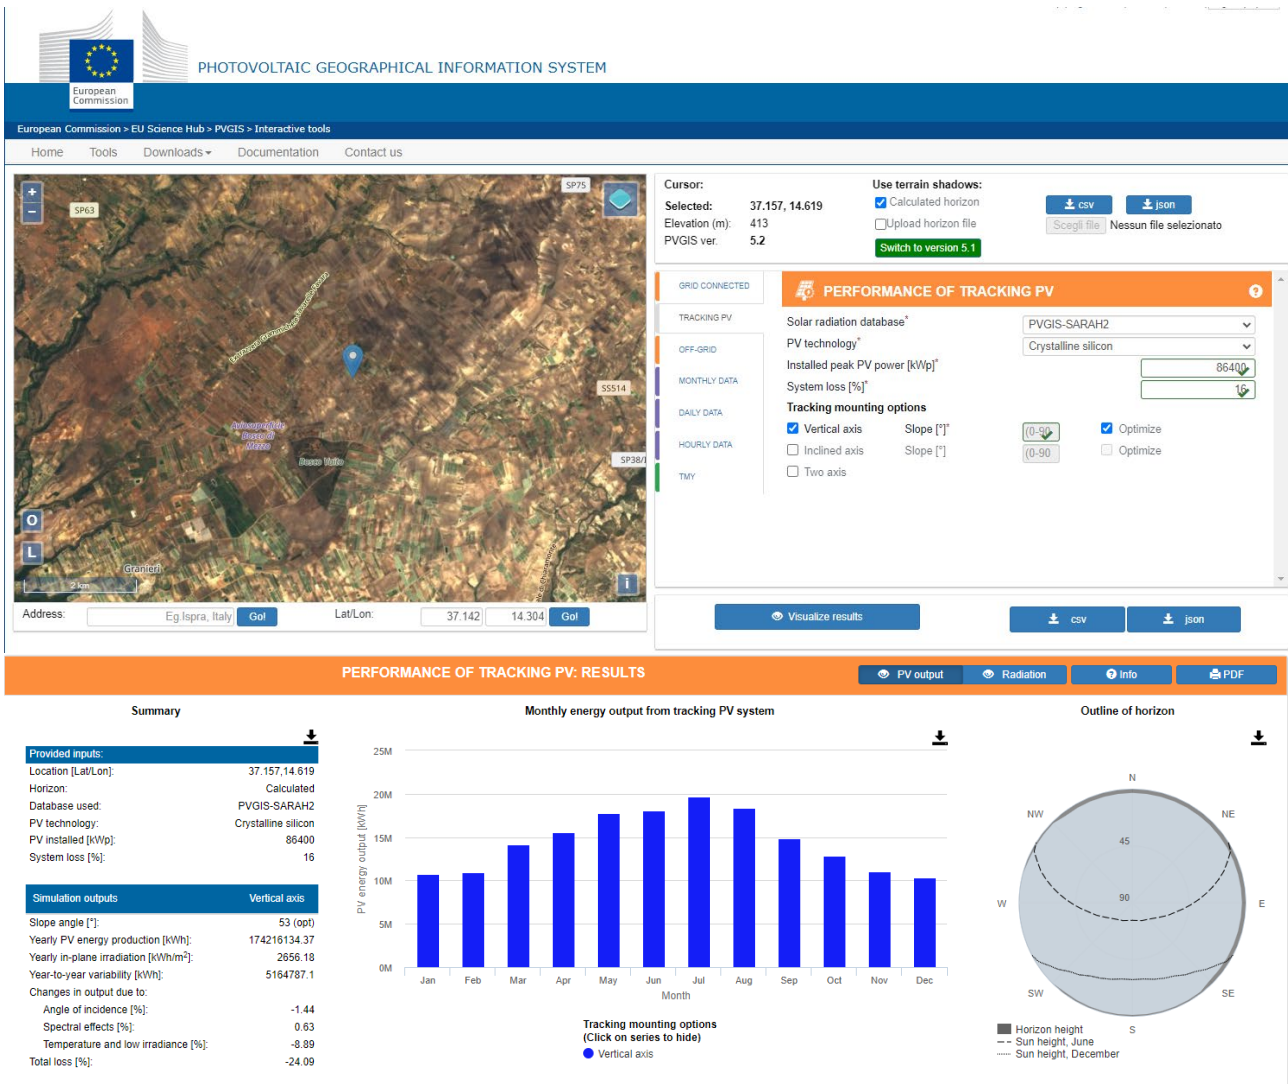 European
Commission
PHOTOVOLTAIC GEOGRAPHICAL INFORMATION SYSTEM
European Commission > EU Science Hub > PVGIS > Interactive tools
Home Tools Downloads Documentation Contact us
+
−
SP63
SP75
SS514
SP38/I
Aviosuperficie
Bosco di
Mezzo
Bosco Vuito
Granieri
O
L
2 km
i
Address: Eg.Ispra, Italy Go! Lat/Lon: 37.142 14.304 Go!
Cursor: Use terrain shadows:
Selected: 37.157, 14.619 Calculated horizon csv json
Elevation (m): 413 Upload horizon file Scegli file Nessun file selezionato
PVGIS ver. 5.2 Switch to version 5.1
GRID CONNECTED
TRACKING PV
OFF-GRID
MONTHLY DATA
DAILY DATA
HOURLY DATA
TMY
PERFORMANCE OF TRACKING PV ?
Solar radiation database* PVGIS-SARAH2
PV technology* Crystalline silicon
Installed peak PV power [kWp]* 86400
System loss [%]* 16
Tracking mounting options
Vertical axis Slope [°]* (0-90 Optimize
Inclined axis Slope [°] (0-90 Optimize
Two axis
Visualize results csv json
PERFORMANCE OF TRACKING PV: RESULTS PV output Radiation Info PDF
Summary
Provided inputs:
Location [Lat/Lon]: 37.157,14.619
Horizon: Calculated
Database used: PVGIS-SARAH2
PV technology: Crystalline silicon
PV installed [kWp]: 86400
System loss [%]: 16
Simulation outputs Vertical axis
Slope angle [°]: 53 (opt)
Yearly PV energy production [kWh]: 174216134.37
Yearly in-plane irradiation [kWh/m²]: 2656.18
Year-to-year variability [kWh]: 5164787.1
Changes in output due to:
Angle of incidence [%]: -1.44
Spectral effects [%]: 0.63
Temperature and low irradiance [%]: -8.89
Total loss [%]: -24.09
Monthly energy output from tracking PV system
PV energy output [kWh]
25M
20M
15M
10M
5M
0M
Jan Feb Mar Apr May Jun Jul Aug Sep Oct Nov Dec
Month
Tracking mounting options
(Click on series to hide)
Vertical axis
Outline of horizon
N
NW NE
45
W 90 E
SW SE
S
Horizon height
Sun height, June
Sun height, December